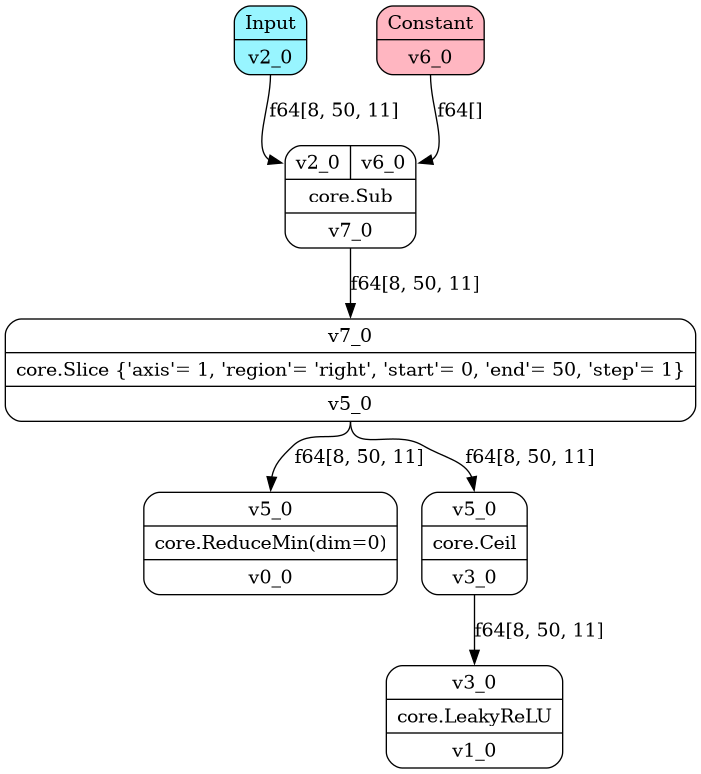 Input
v2_0
Constant
v6_0
f64[8, 50, 11]
f64[]
v2_0
v6_0
core.Sub
v7_0
f64[8, 50, 11]
v7_0
core.Slice {'axis'= 1, 'region'= 'right', 'start'= 0, 'end'= 50, 'step'= 1}
v5_0
f64[8, 50, 11]
f64[8, 50, 11]
v5_0
core.ReduceMin(dim=0)
v0_0
v5_0
core.Ceil
v3_0
f64[8, 50, 11]
v3_0
core.LeakyReLU
v1_0